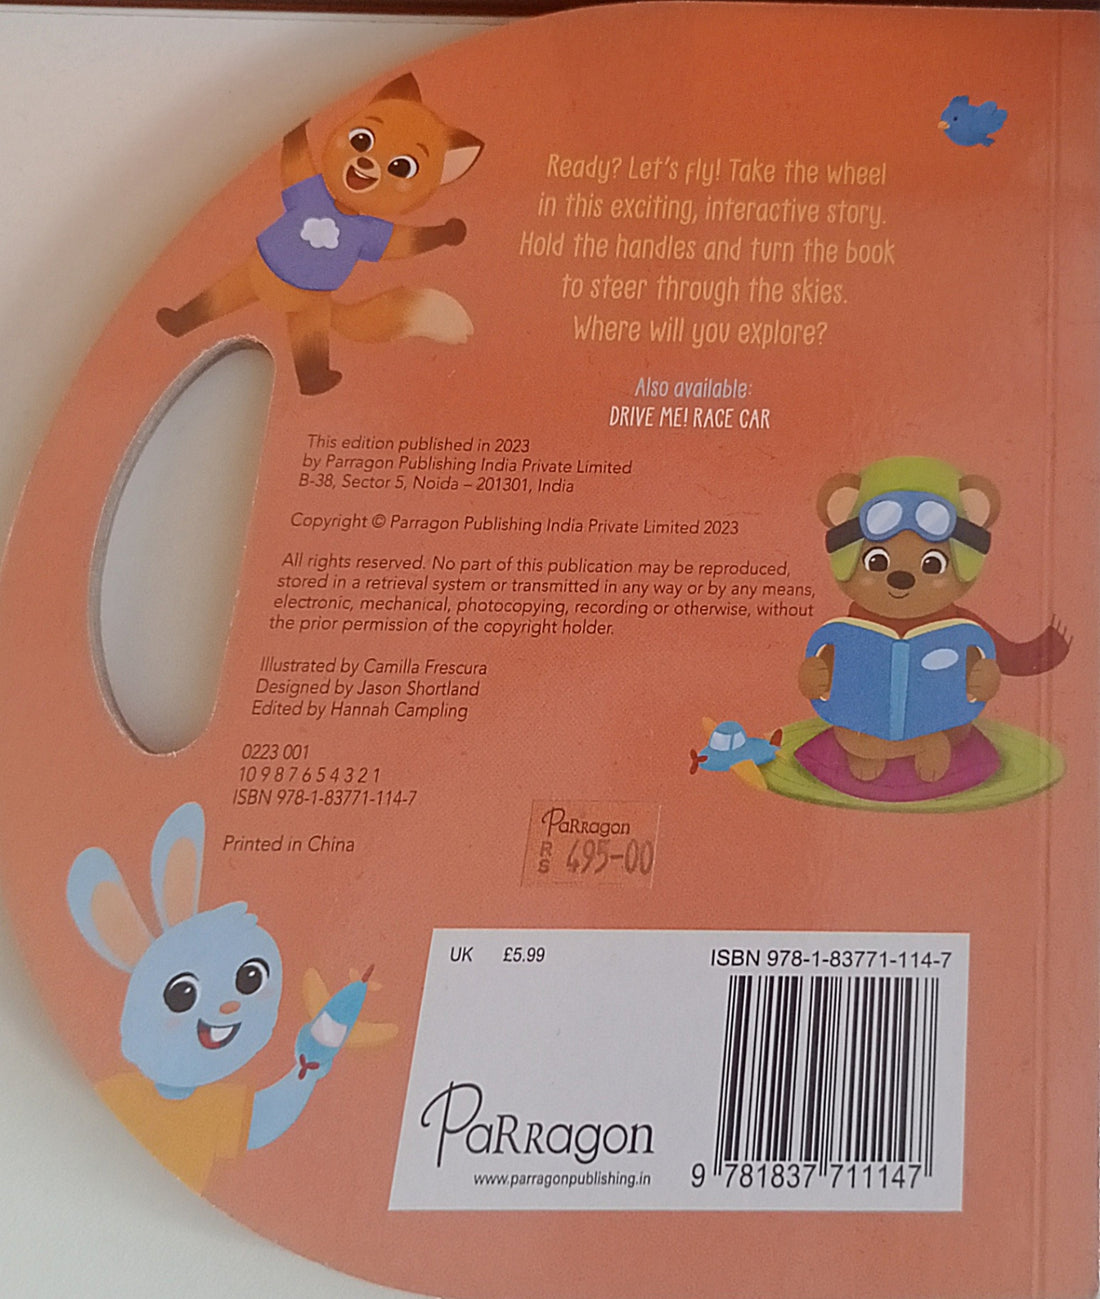 Ready? Let's fly! Take the wheel
in this exciting, interactive story.
Hold the handles and turn the book
to steer through the skies.
Where will you explore?
Also available:
DRIVE ME! RACE CAR
This edition published in 2023
by Parragon Publishing India Private Limited
B-38, Sector 5, Noida – 201301, India
Copyright © Parragon Publishing India Private Limited 2023
All rights reserved. No part of this publication may be reproduced,
stored in a retrieval system or transmitted in any way or by any means,
electronic, mechanical, photocopying, recording or otherwise, without
the prior permission of the copyright holder.
Illustrated by Camilla Frescura
Designed by Jason Shortland
Edited by Hannah Campling
0223 001
10 9 8 7 6 5 4 3 2 1
ISBN 978-1-83771-114-7
Printed in China
PaRRagon
RS 495-00
UK £5.99
ISBN 978-1-83771-114-7
PaRRagon
www.parragonpublishing.in
9 781837 711147